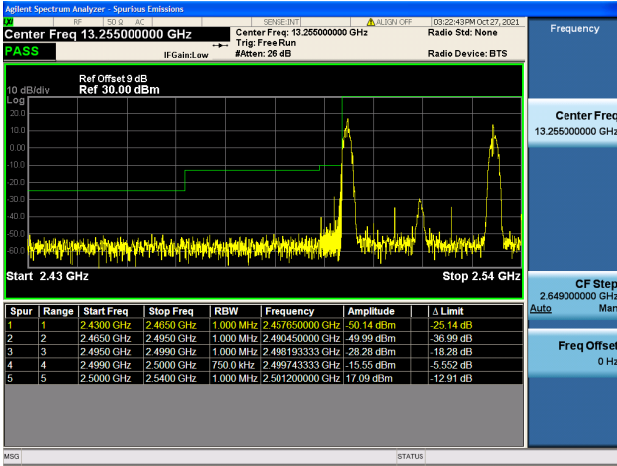 Agilent Spectrum Analyzer - Spurious Emissions
RF 50 Ω AC SENSE:INT ALIGN OFF 03:22:43PM Oct 27, 2021
Center Freq 13.255000000 GHz
Center Freq: 13.255000000 GHz
Radio Std: None
Trig: Free Run
PASS
IFGain:Low
#Atten: 26 dB
Radio Device: BTS
Ref Offset 9 dB
10 dB/div Ref 30.00 dBm
Log
20.0
10.0
0.00
-10.0
-20.0
-30.0
-40.0
-50.0
-60.0
Start 2.43 GHz Stop 2.54 GHz
Spur Range Start Freq Stop Freq RBW Frequency Amplitude Δ Limit
1 1 2.4300 GHz 2.4650 GHz 1.000 MHz 2.457650000 GHz -50.14 dBm -25.14 dB
2 2 2.4650 GHz 2.4950 GHz 1.000 MHz 2.490450000 GHz -49.99 dBm -36.99 dB
3 3 2.4950 GHz 2.4990 GHz 1.000 MHz 2.498193333 GHz -28.28 dBm -18.28 dB
4 4 2.4990 GHz 2.5000 GHz 750.0 kHz 2.499743333 GHz -15.55 dBm -5.552 dB
5 5 2.5000 GHz 2.5400 GHz 1.000 MHz 2.501200000 GHz 17.09 dBm -12.91 dB
MSG STATUS
Frequency
Center Freq
13.255000000 GHz
CF Step
2.649000000 GHz
Auto Man
Freq Offset
0 Hz